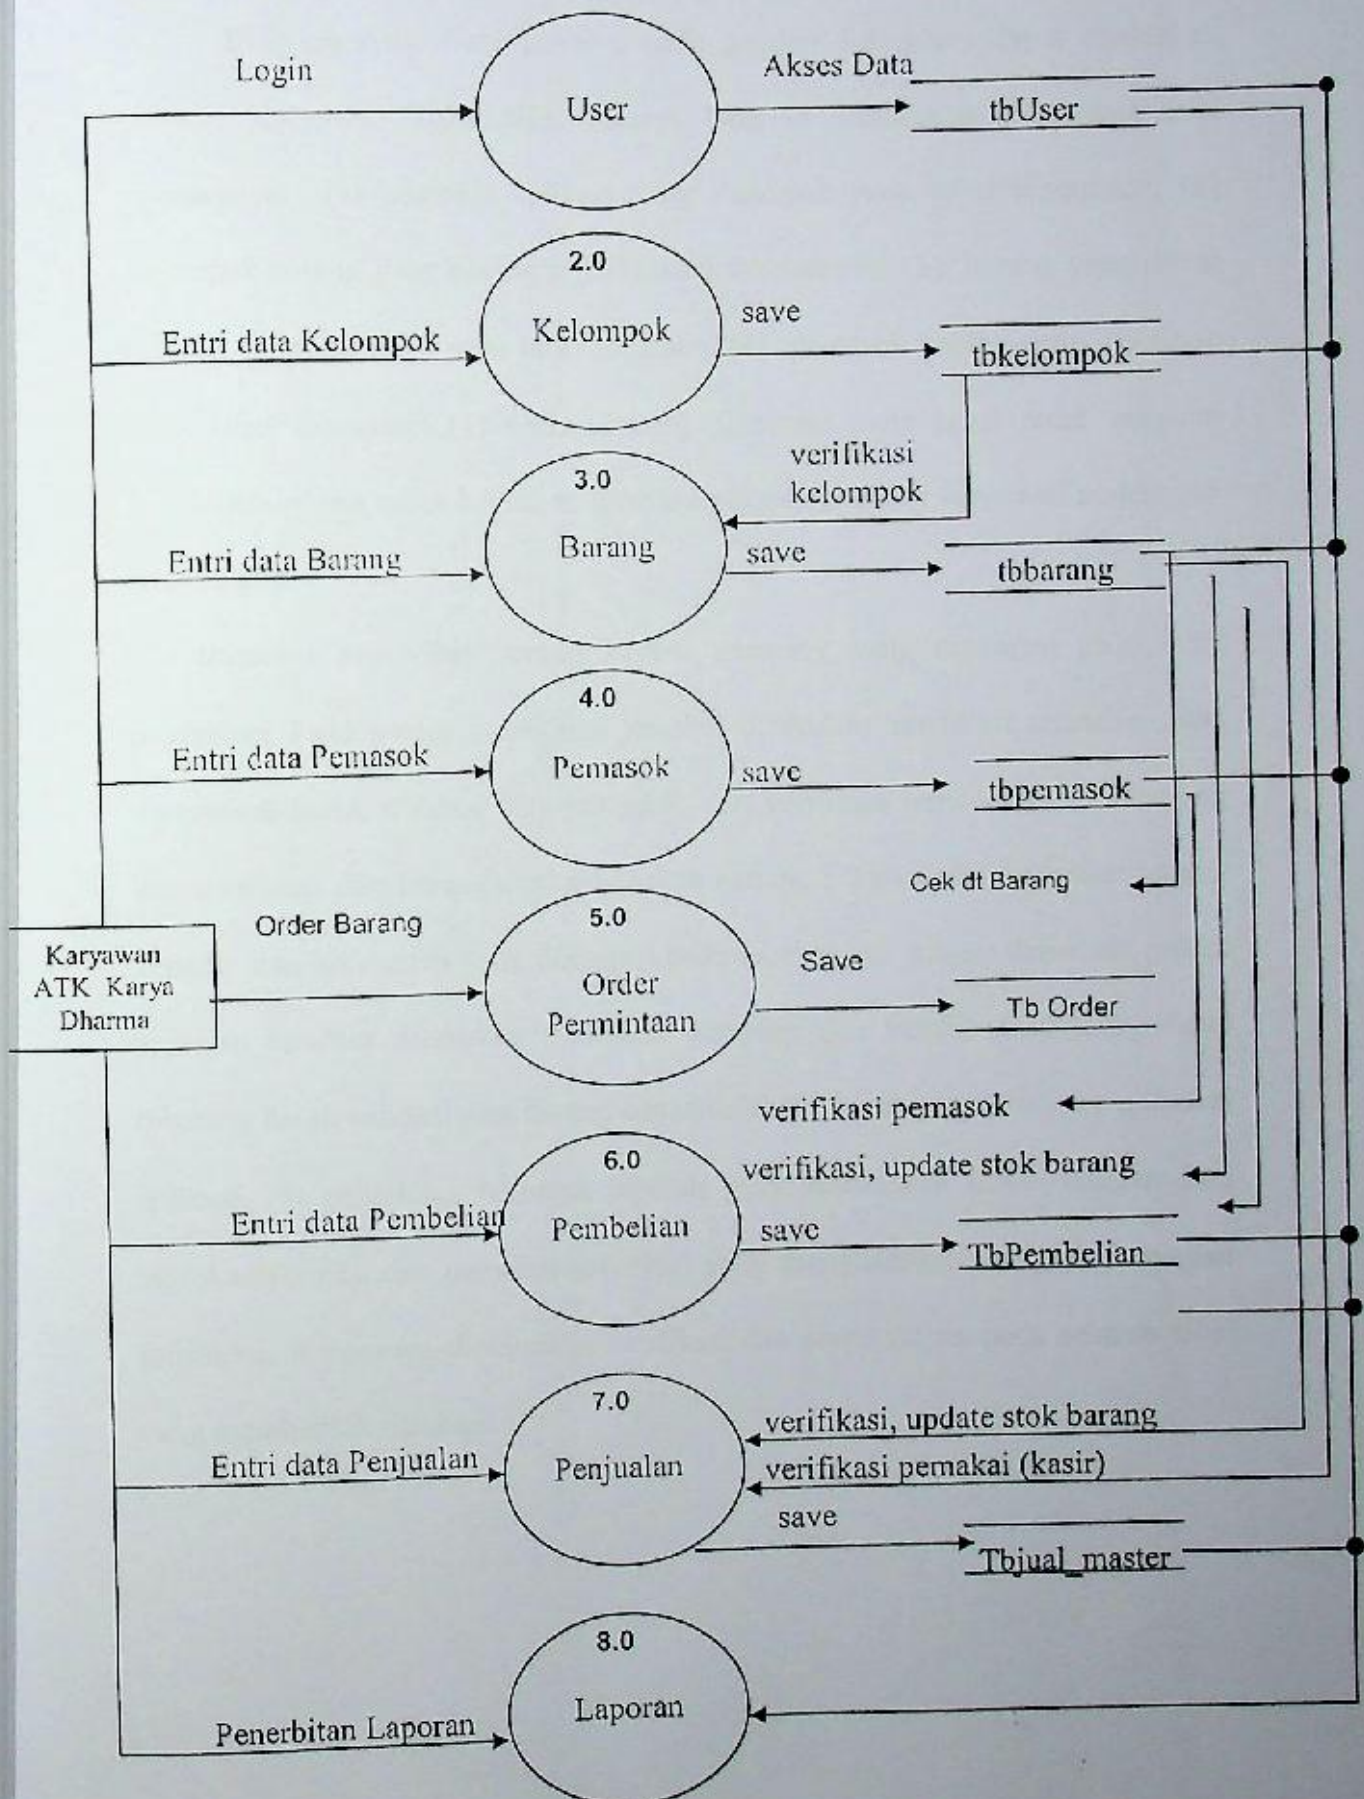 Login
Akses Data
User
tbUser
2.0
Kelompok
save
Entri data Kelompok
tbkelompok
verifikasi
kelompok
3.0
Barang
save
Entri data Barang
tbbarang
4.0
Pemasok
save
Entri data Pemasok
tbpemasok
Cek dt Barang
Order Barang
5.0
Order
Permintaan
Save
Tb Order
Karyawan
ATK Karya
Dharma
verifikasi pemasok
verifikasi, update stok barang
6.0
Pembelian
save
Entri data Pembelian
TbPembelian
7.0
Penjualan
verifikasi, update stok barang
verifikasi pemakai (kasir)
Entri data Penjualan
save
Tbjual_master
8.0
Laporan
Penerbitan Laporan